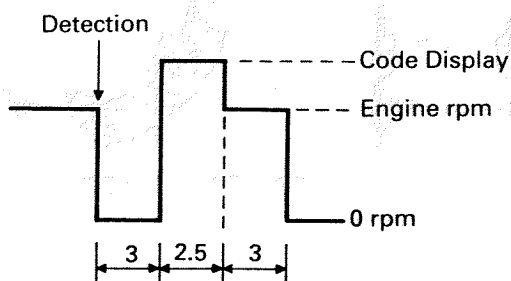 Detection
Code Display
Engine rpm
0 rpm
3 2.5 3